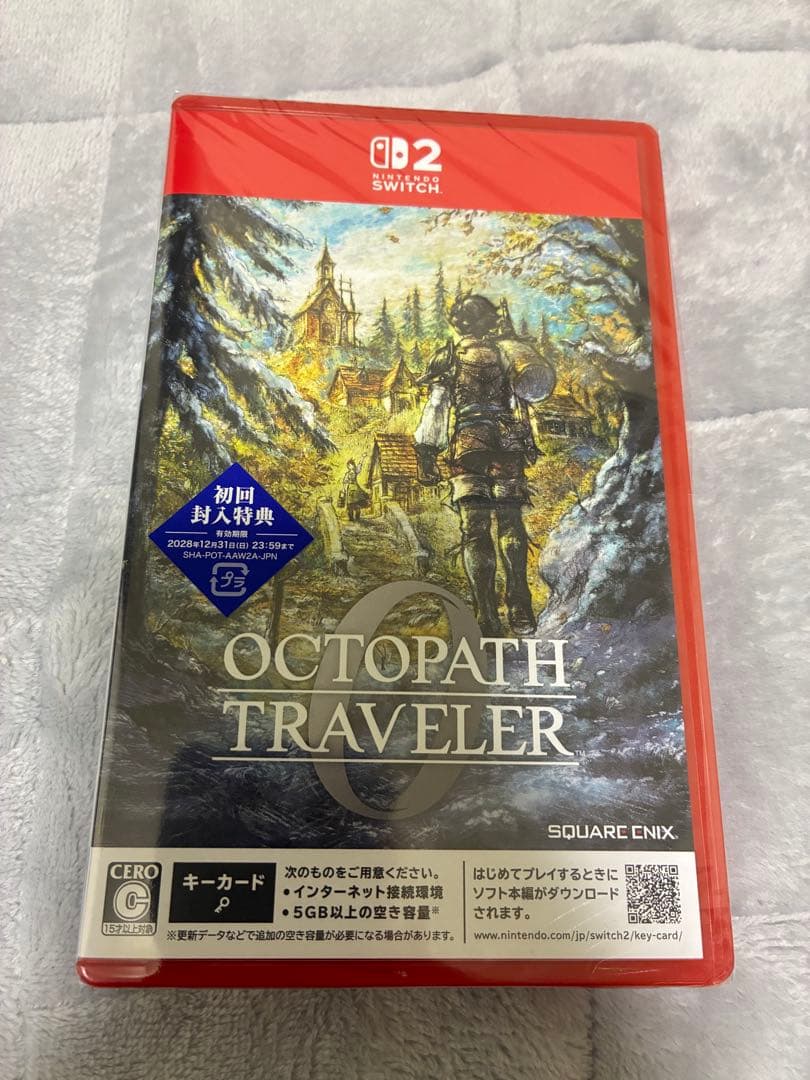 2
NINTENDO
SWITCH
初回
封入特典
有効期限
2028年12月31日(日) 23:59まで
SHA-POT-AAW2A-JPN
プラ
0
OCTOPATH
TRAVELER™
SQUARE ENIX
CERO
C
15才以上対象
キーカード
次のものをご用意ください。
•インターネット接続環境
•5GB以上の空き容量※
※更新データなどで追加の空き容量が必要になる場合があります。
はじめてプレイするときに
ソフト本編がダウンロード
されます。
www.nintendo.com/jp/switch2/key-card/